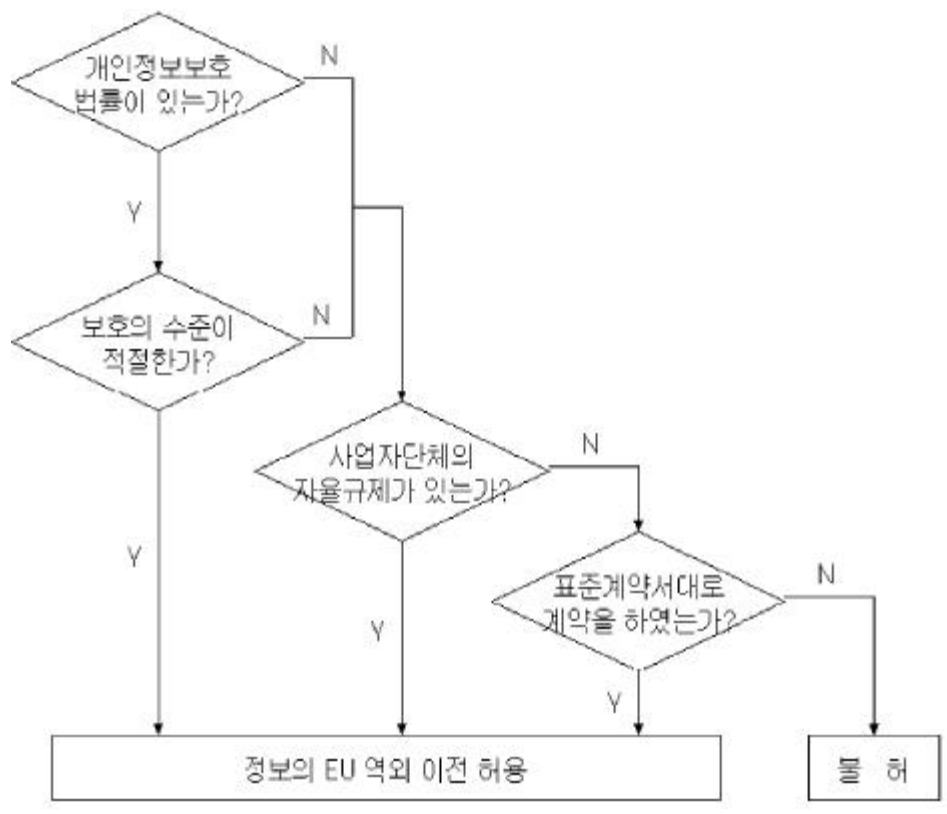 개인정보보호
법률이 있는가?
N
Y
보호의 수준이
적절한가?
N
Y
사업자단체의
자율규제가 있는가?
N
Y
표준계약서대로
계약을 하였는가?
N
Y
정보의 EU 역외 이전 허용
불 허